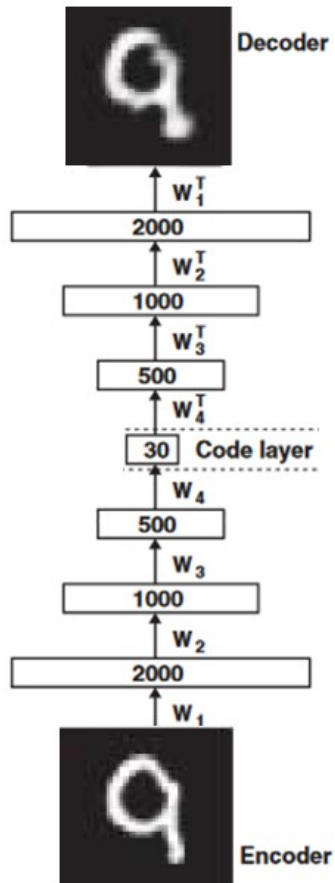 Decoder
W₁ᵀ
2000
W₂ᵀ
1000
W₃ᵀ
500
W₄ᵀ
30 Code layer
W₄
500
W₃
1000
W₂
2000
W₁
Encoder